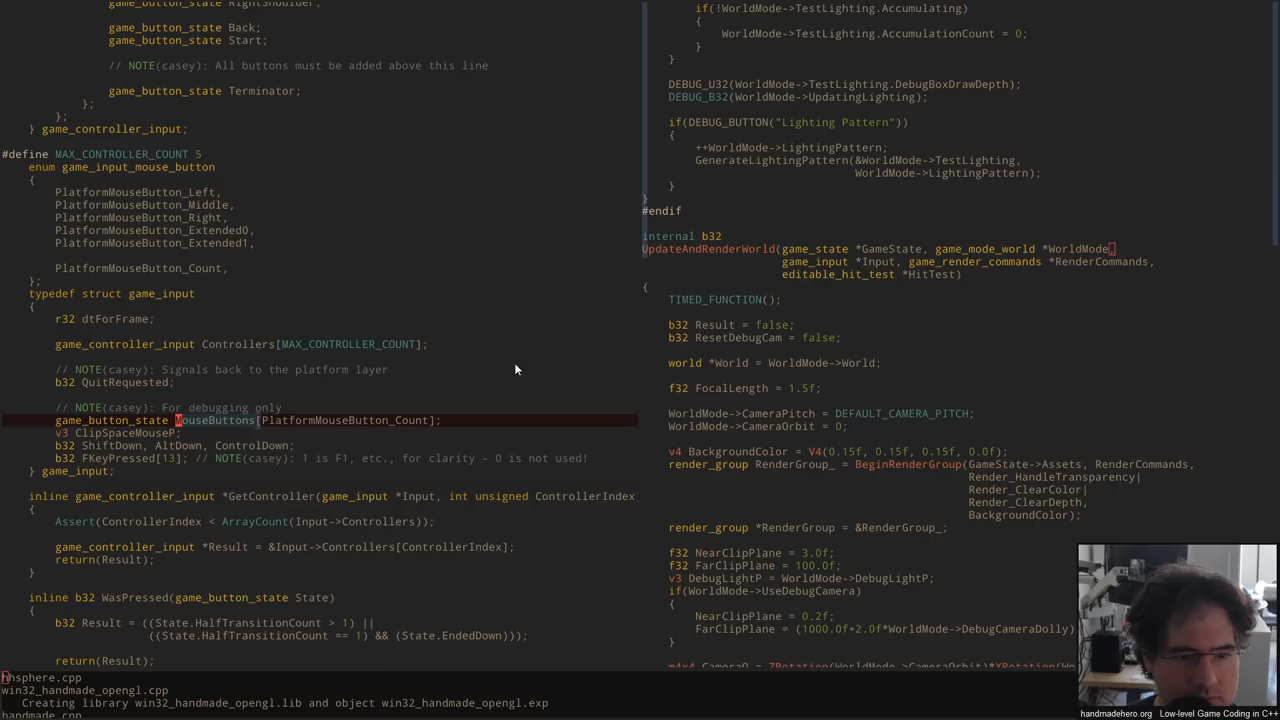 RightShoulder;
game_button_state Back;
game_button_state Start;
// NOTE(casey): All buttons must be added above this line
game_button_state Terminator;
};
};
} game_controller_input;
#define MAX_CONTROLLER_COUNT 5
enum game_input_mouse_button
{
PlatformMouseButton_Left,
PlatformMouseButton_Middle,
PlatformMouseButton_Right,
PlatformMouseButton_Extended0,
PlatformMouseButton_Extended1,
PlatformMouseButton_Count,
};
typedef struct game_input
{
r32 dtForFrame;
game_controller_input Controllers[MAX_CONTROLLER_COUNT];
// NOTE(casey): Signals back to the platform layer
b32 QuitRequested;
// NOTE(casey): For debugging only
game_button_state MouseButtons[PlatformMouseButton_Count];
v3 ClipSpaceMouseP;
b32 ShiftDown, AltDown, ControlDown;
b32 FKeyPressed[13]; // NOTE(casey): 1 is F1, etc., for clarity - 0 is not used!
} game_input;
inline game_controller_input *GetController(game_input *Input, int unsigned ControllerIndex
{
Assert(ControllerIndex < ArrayCount(Input->Controllers));
game_controller_input *Result = &Input->Controllers[ControllerIndex];
return(Result);
}
inline b32 WasPressed(game_button_state State)
{
b32 Result = ((State.HalfTransitionCount > 1) ||
((State.HalfTransitionCount == 1) && (State.EndedDown)));
return(Result);
if(!WorldMode->TestLighting.Accumulating)
{
WorldMode->TestLighting.AccumulationCount = 0;
}
}
DEBUG_U32(WorldMode->TestLighting.DebugBoxDrawDepth);
DEBUG_B32(WorldMode->UpdatingLighting);
if(DEBUG_BUTTON("Lighting Pattern"))
{
++WorldMode->LightingPattern;
GenerateLightingPattern(&WorldMode->TestLighting,
WorldMode->LightingPattern);
}
}
#endif
internal b32
UpdateAndRenderWorld(game_state *GameState, game_mode_world *WorldMode,
game_input *Input, game_render_commands *RenderCommands,
editable_hit_test *HitTest)
{
TIMED_FUNCTION();
b32 Result = false;
b32 ResetDebugCam = false;
world *World = WorldMode->World;
f32 FocalLength = 1.5f;
WorldMode->CameraPitch = DEFAULT_CAMERA_PITCH;
WorldMode->CameraOrbit = 0;
v4 BackgroundColor = V4(0.15f, 0.15f, 0.15f, 0.0f);
render_group RenderGroup_ = BeginRenderGroup(GameState->Assets, RenderCommands,
Render_HandleTransparency|
Render_ClearColor|
Render_ClearDepth,
BackgroundColor);
render_group *RenderGroup = &RenderGroup_;
f32 NearClipPlane = 3.0f;
f32 FarClipPlane = 100.0f;
v3 DebugLightP = WorldMode->DebugLightP;
if(WorldMode->UseDebugCamera)
{
NearClipPlane = 0.2f;
FarClipPlane = (1000.0f+2.0f*WorldMode->DebugCameraDolly)
}
m4x4 CameraO = ZRotation(WorldMode->CameraOrbit)*XRotation(Wo
hhsphere.cpp
win32_handmade_opengl.cpp
Creating library win32_handmade_opengl.lib and object win32_handmade_opengl.exp
handmade.cpp
handmadehero.org Low-level Game Coding in C++